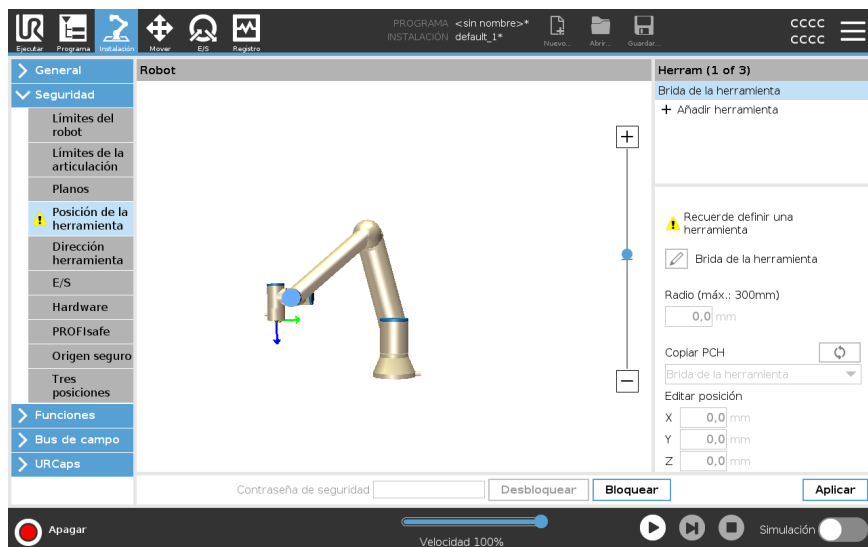 PROGRAMA <sin nombre>*
INSTALACIÓN default_1*
Ejecutar
Programa
Instalación
Mover
E/S
Registro
Nuevo...
Abrir...
Guardar...
CCCC
CCCC
General
Seguridad
Límites del
robot
Límites de la
articulación
Planos
Posición de la
herramienta
Dirección
herramienta
E/S
Hardware
PROFIsafe
Origen seguro
Tres
posiciones
Funciones
Bus de campo
URCaps
Robot
Herram (1 of 3)
Brida de la herramienta
+ Añadir herramienta
Recuerde definir una
herramienta
Brida de la herramienta
Radio (máx.: 300mm)
0,0 mm
Copiar PCH
Brida de la herramienta
Editar posición
X 0,0 mm
Y 0,0 mm
Z 0,0 mm
Contraseña de seguridad
Desbloquear
Bloquear
Aplicar
Apagar
Velocidad 100%
Simulación